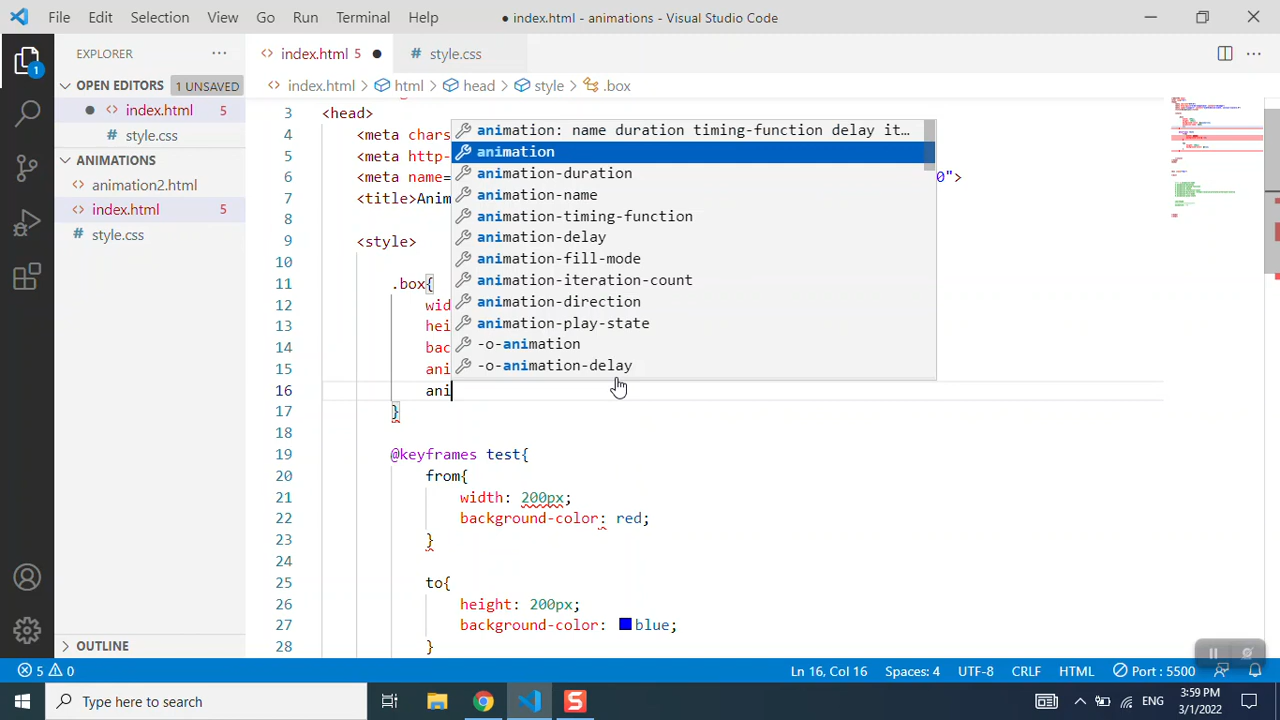 File Edit Selection View Go Run Terminal Help ● index.html - animations - Visual Studio Code
EXPLORER ··· <> index.html 5 ● # style.css
OPEN EDITORS 1 UNSAVED
● <> index.html 5
# style.css
ANIMATIONS
<> animation2.html
<> index.html 5
# style.css
OUTLINE
1
<> index.html > html > head > style > .box
3 <head>
4 <meta chars
5 <meta http-
6 <meta name= 0">
7 <title>Anim
8
9 <style>
10
11 .box{
12 wid
13 hei
14 bac
15 ani
16 ani
17 }
18
19 @keyframes test{
20 from{
21 width: 200px;
22 background-color: red;
23 }
24
25 to{
26 height: 200px;
27 background-color: blue;
28 }
animation: name duration timing-function delay it…
animation
animation-duration
animation-name
animation-timing-function
animation-delay
animation-fill-mode
animation-iteration-count
animation-direction
animation-play-state
-o-animation
-o-animation-delay
5 0 Ln 16, Col 16 Spaces: 4 UTF-8 CRLF HTML Port : 5500
Type here to search ENG 3:59 PM
3/1/2022